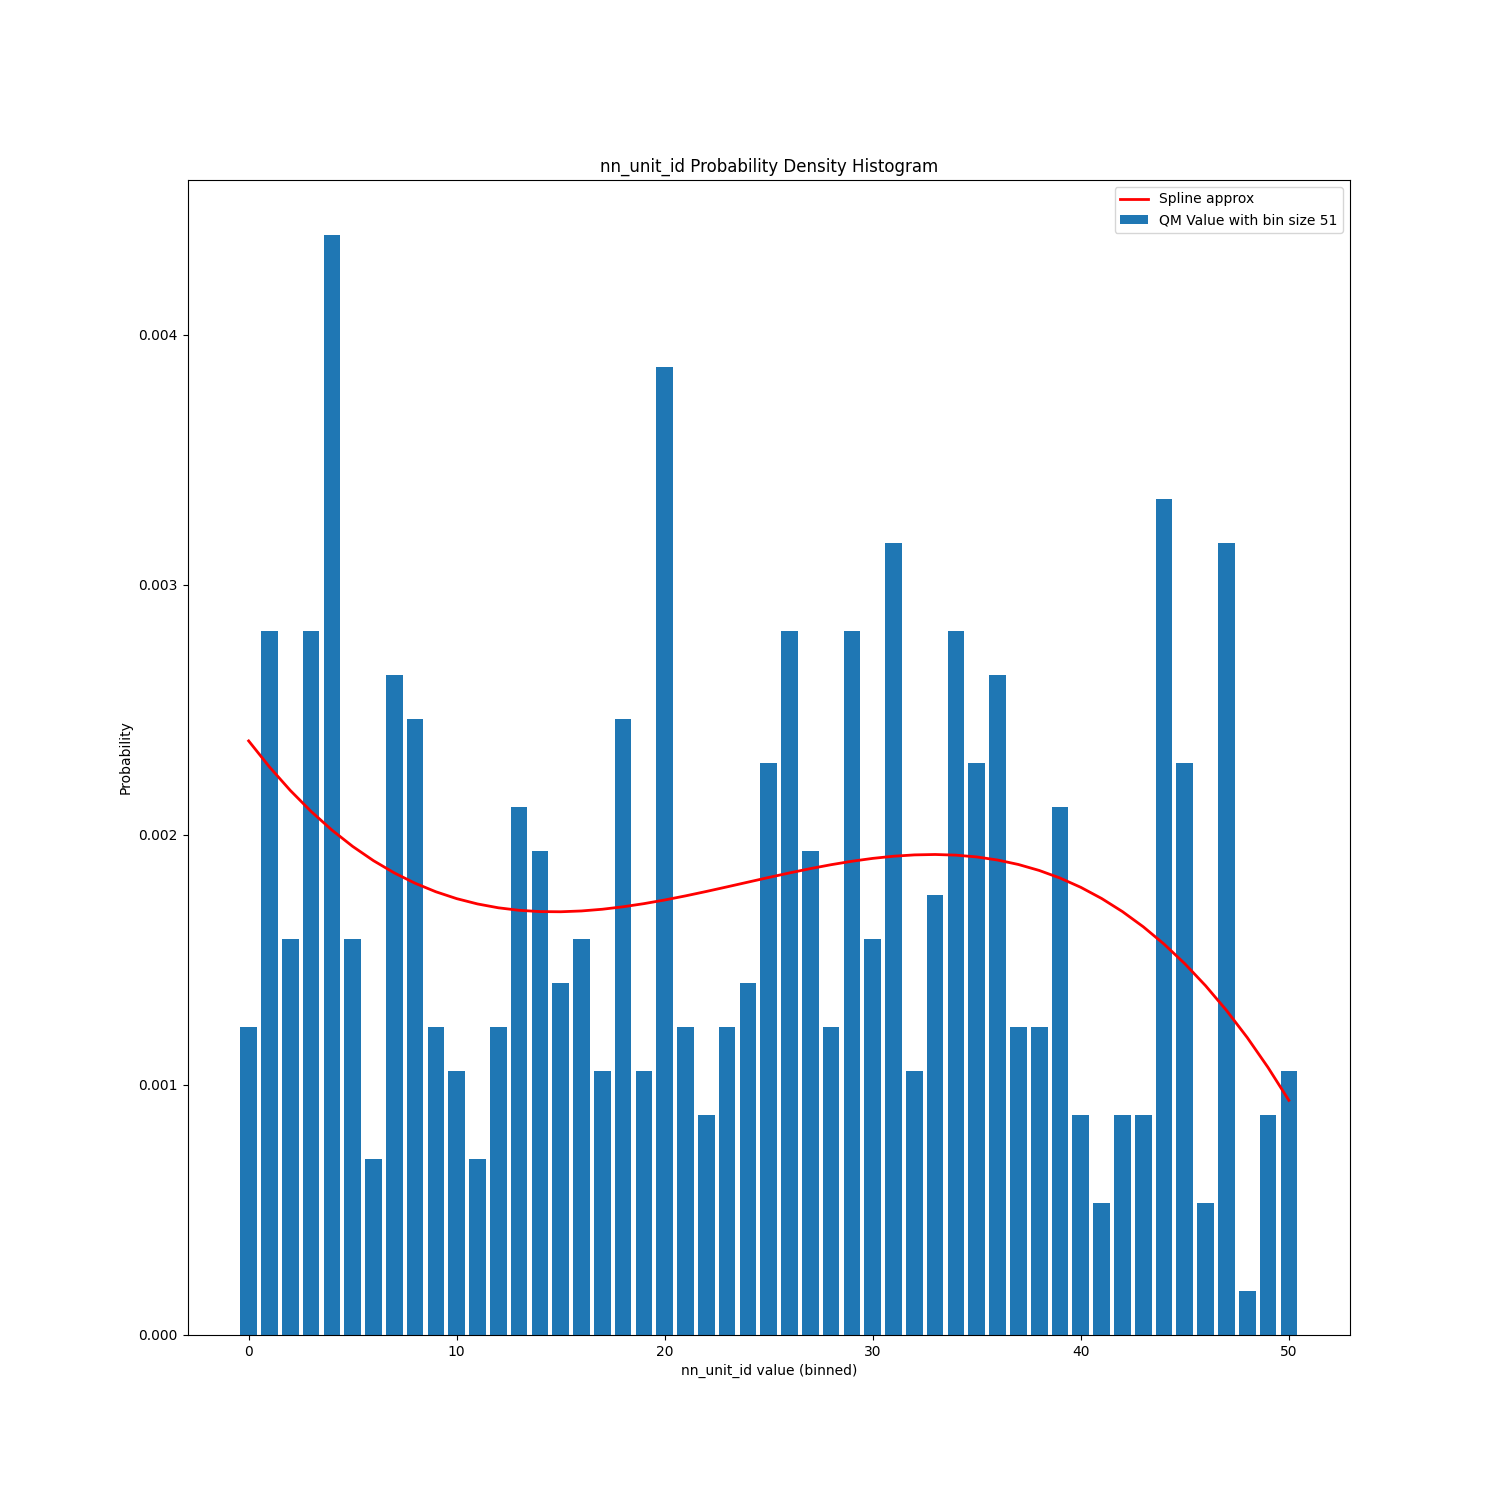 nn_unit_id Probability Density Histogram
Spline approx
QM Value with bin size 51
Probability
0.004
0.003
0.002
0.001
0.000
0 10 20 30 40 50
nn_unit_id value (binned)